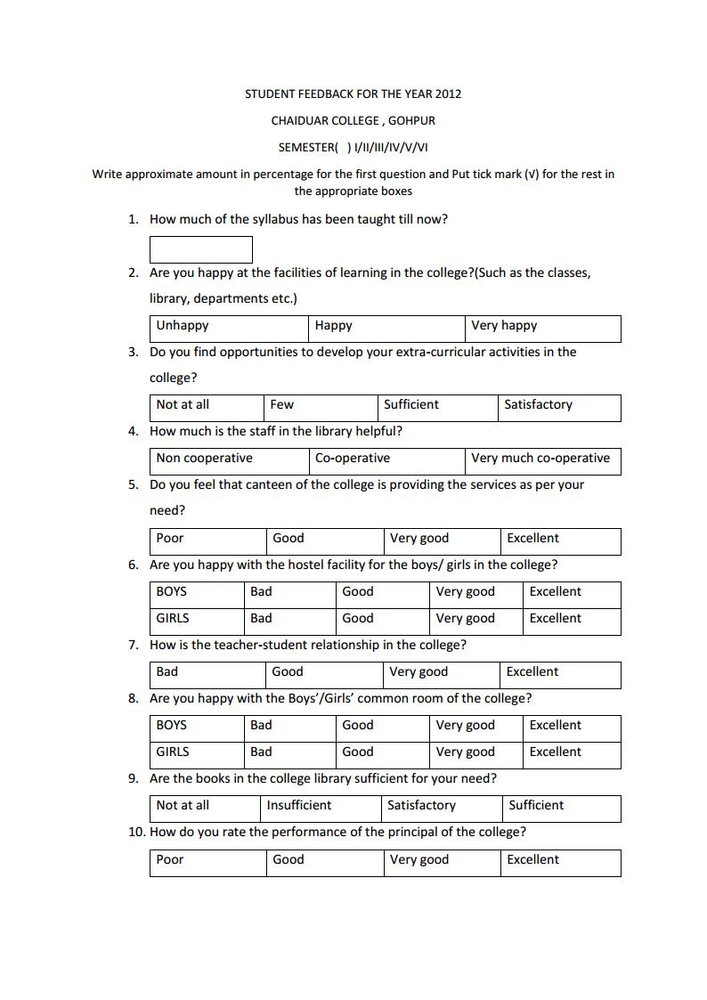 STUDENT FEEDBACK FOR THE YEAR 2012
CHAIDUAR COLLEGE , GOHPUR
SEMESTER(   ) I/II/III/IV/V/VI
Write approximate amount in percentage for the first question and Put tick mark (√) for the rest in
the appropriate boxes
1. How much of the syllabus has been taught till now?
2. Are you happy at the facilities of learning in the college?(Such as the classes,
library, departments etc.)
Unhappy Happy Very happy
3. Do you find opportunities to develop your extra-curricular activities in the
college?
Not at all Few Sufficient Satisfactory
4. How much is the staff in the library helpful?
Non cooperative Co-operative Very much co-operative
5. Do you feel that canteen of the college is providing the services as per your
need?
Poor Good Very good Excellent
6. Are you happy with the hostel facility for the boys/ girls in the college?
BOYS Bad Good Very good Excellent
GIRLS Bad Good Very good Excellent
7. How is the teacher-student relationship in the college?
Bad Good Very good Excellent
8. Are you happy with the Boys’/Girls’ common room of the college?
BOYS Bad Good Very good Excellent
GIRLS Bad Good Very good Excellent
9. Are the books in the college library sufficient for your need?
Not at all Insufficient Satisfactory Sufficient
10. How do you rate the performance of the principal of the college?
Poor Good Very good Excellent